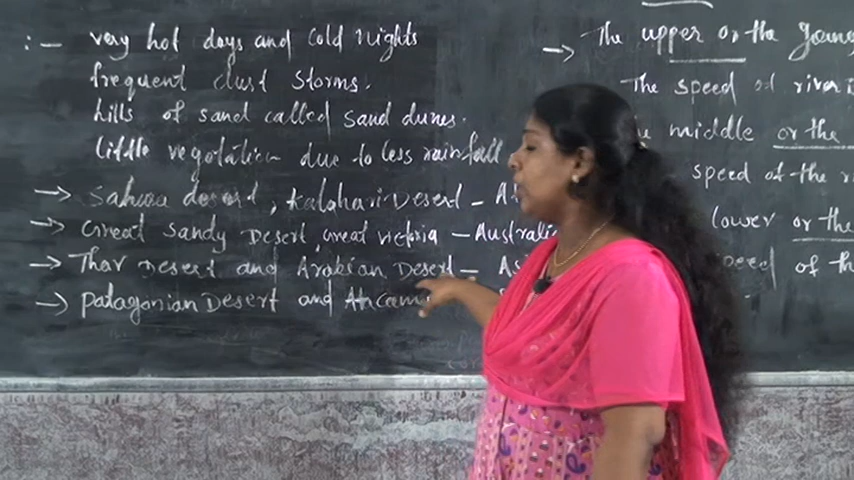 :- very hot days and cold nights
frequent dust storms.
hills of sand called sand dunes.
little vegetation due to less rainfall
→ Sahara desert, Kalahari Desert - A
→ Great Sandy Desert, Great Victoria - Australi
→ Thar Desert and Arabian Desert - As
→ Patagonian Desert and
→ The upper or the
The speed of river
middle or the
speed of the
lower or the
speed of the